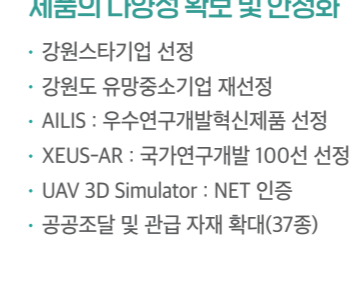 제품의 다양성 확보 및 안정화
· 강원스타기업 선정
· 강원도 유망중소기업 재선정
· AILIS : 우수연구개발혁신제품 선정
· XEUS-AR : 국가연구개발 100선 선정
· UAV 3D Simulator : NET 인증
· 공공조달 및 관급 자재 확대(37종)